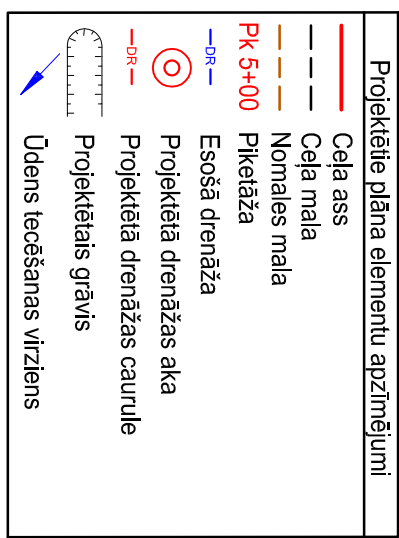 Projektētie plāna elementu apzīmējumi
Ceļa ass
Ceļa mala
Nomales mala
Pk 5+00 Piketāža
DR Esošā drenāža
Projektētā drenāžas aka
DR Projektētā drenāžas caurule
Projektētais grāvis
Ūdens tecēšanas virziens